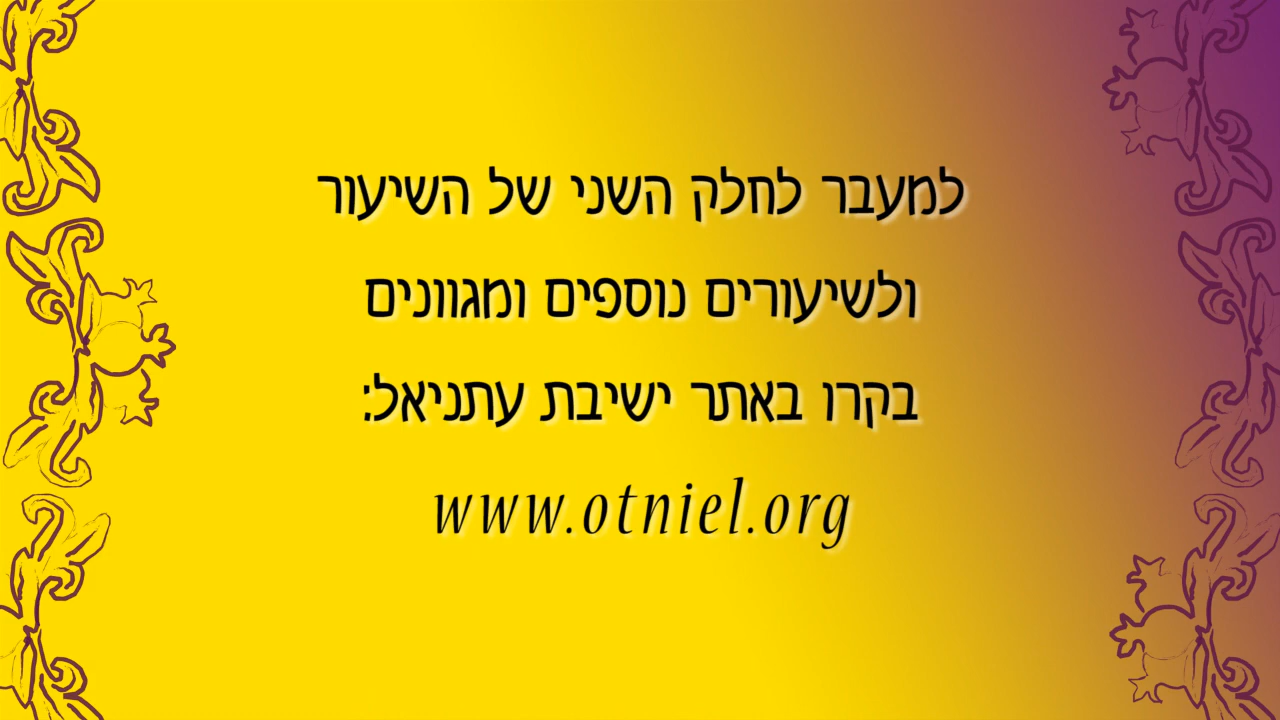 למעבר לחלק השני של השיעור
ולשיעורים נוספים ומגוונים
בקרו באתר ישיבת עתניאל:
www.otniel.org